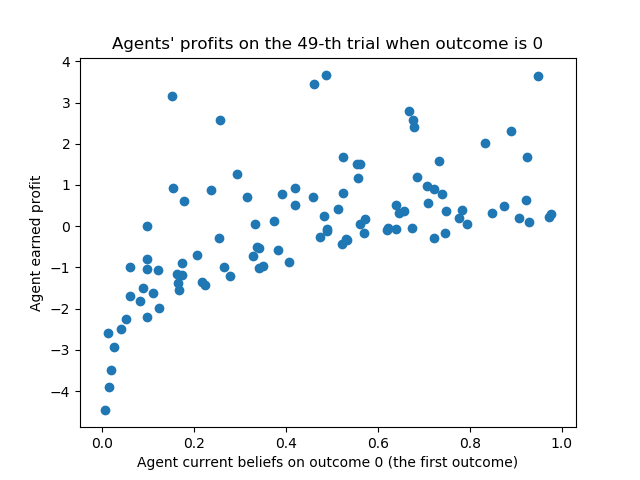 Agents' profits on the 49-th trial when outcome is 0
4
3
2
1
0
−1
−2
−3
−4
Agent earned profit
0.0 0.2 0.4 0.6 0.8 1.0
Agent current beliefs on outcome 0 (the first outcome)